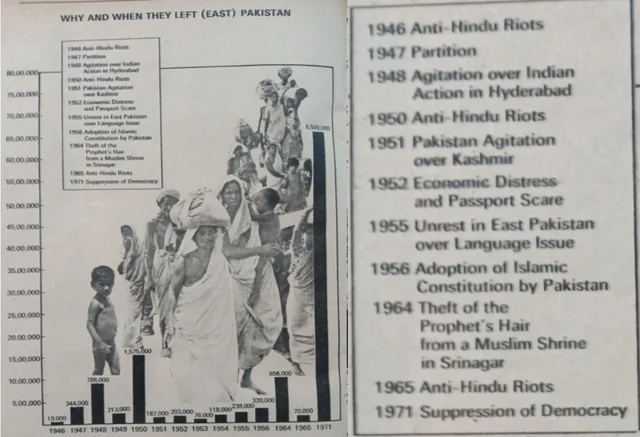 WHY AND WHEN THEY LEFT (EAST) PAKISTAN
1946 Anti-Hindu Riots
1947 Partition
1948 Agitation over Indian
Action in Hyderabad
1950 Anti-Hindu Riots
1951 Pakistan Agitation
over Kashmir
1952 Economic Distress
and Passport Scare
1955 Unrest in East Pakistan
over Language Issue
1956 Adoption of Islamic
Constitution by Pakistan
1964 Theft of the
Prophet's Hair
from a Muslim Shrine
in Srinagar
1965 Anti-Hindu Riots
1971 Suppression of Democracy
80,00,000
70,00,000
65,00,000
60,00,000
55,00,000
50,00,000
45,00,000
40,00,000
35,00,000
30,00,000
25,00,000
20,00,000
15,00,000
10,00,000
5,00,000
19,000 344,000 786,000 213,000 1,575,000 187,000 203,000 76,000 118,000 239,000 320,000 70,000 6,500,000
1946 1947 1948 1949 1950 1951 1952 1953 1954 1955 1956 1964 1965 1971
1946 Anti-Hindu Riots
1947 Partition
1948 Agitation over Indian
Action in Hyderabad
1950 Anti-Hindu Riots
1951 Pakistan Agitation
over Kashmir
1952 Economic Distress
and Passport Scare
1955 Unrest in East Pakistan
over Language Issue
1956 Adoption of Islamic
Constitution by Pakistan
1964 Theft of the
Prophet's Hair
from a Muslim Shrine
in Srinagar
1965 Anti-Hindu Riots
1971 Suppression of Democracy